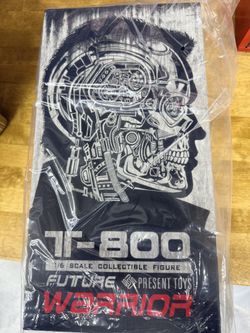 T-800
1/6 SCALE COLLECTIBLE FIGURE
FUTURE PRESENT TOYS
WARRIOR